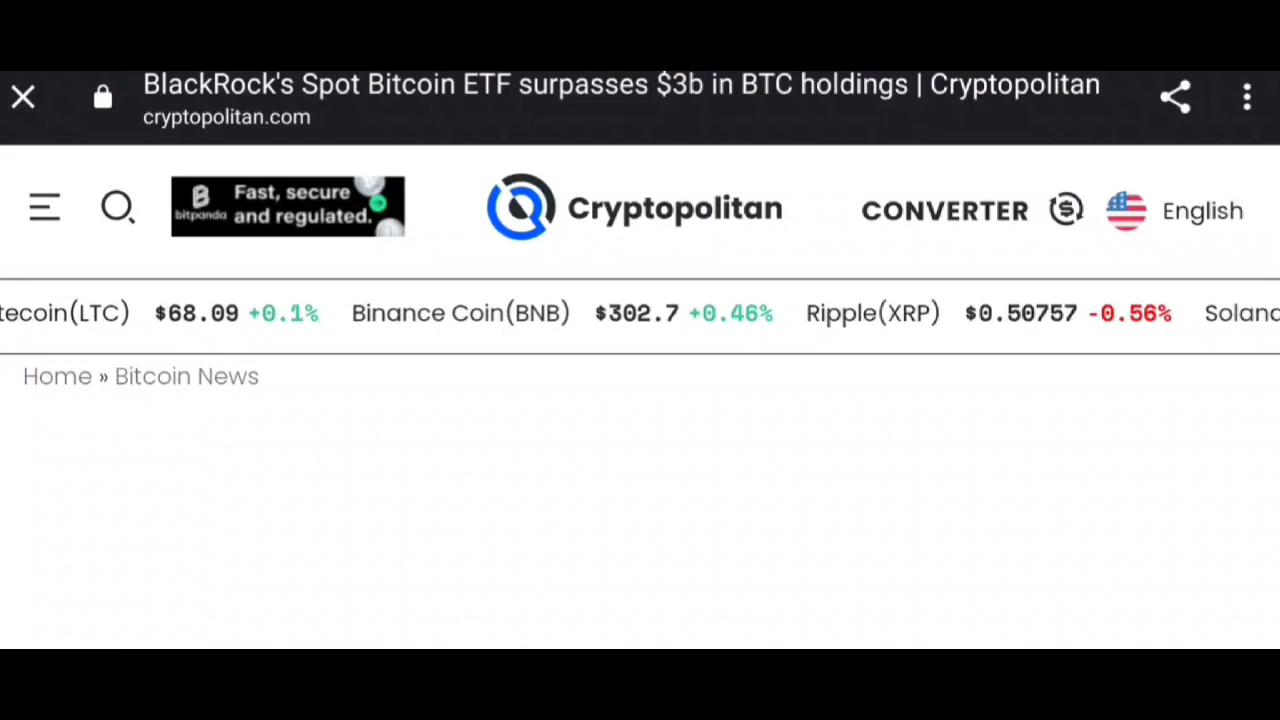 BlackRock's Spot Bitcoin ETF surpasses $3b in BTC holdings | Cryptopolitan
cryptopolitan.com
bitpanda
Fast, secure
and regulated.
Cryptopolitan
CONVERTER
English
tecoin(LTC) $68.09 +0.1% Binance Coin(BNB) $302.7 +0.46% Ripple(XRP) $0.50757 -0.56% Solana
Home » Bitcoin News